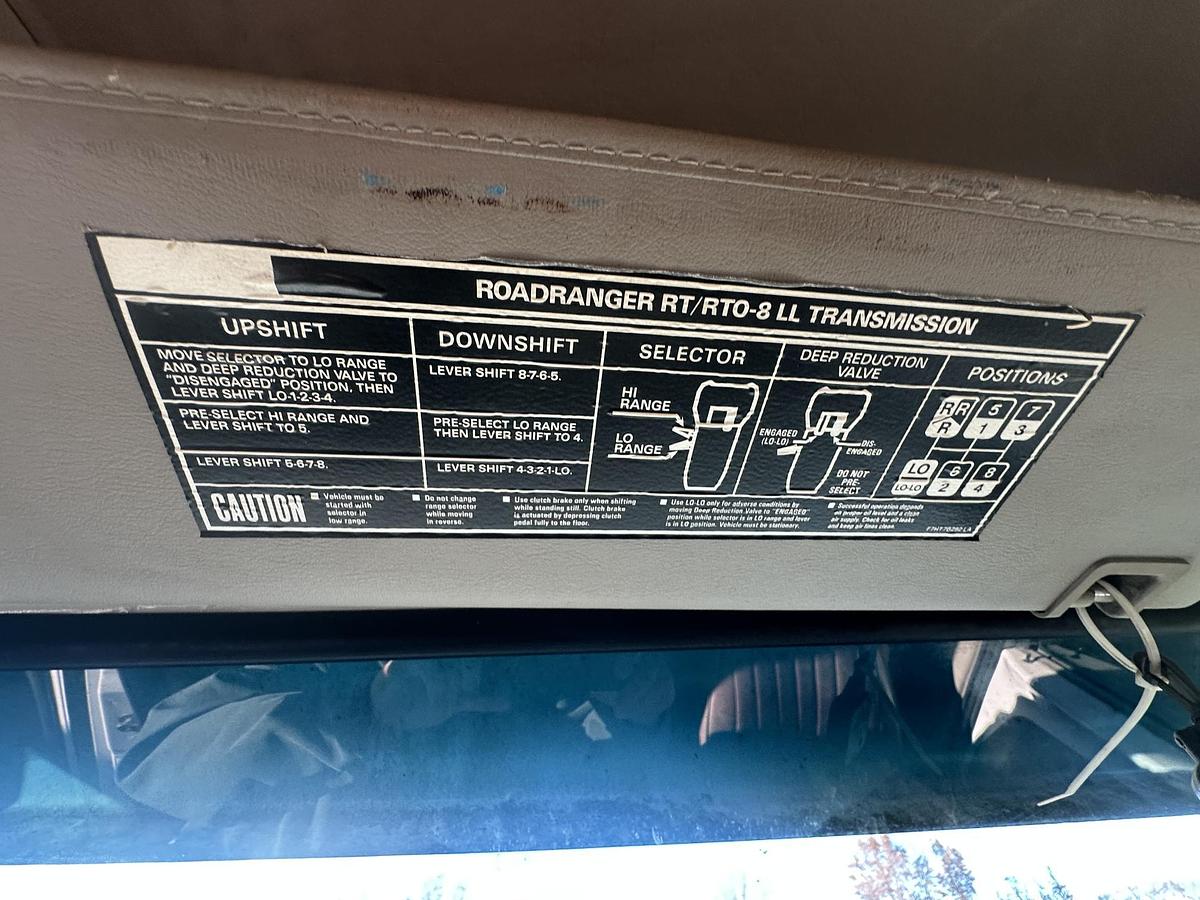 ROADRANGER RT/RTO-8 LL TRANSMISSION
UPSHIFT
MOVE SELECTOR TO LO RANGE
AND DEEP REDUCTION VALVE TO
"DISENGAGED" POSITION, THEN
LEVER SHIFT LO-1-2-3-4.
PRE-SELECT HI RANGE AND
LEVER SHIFT TO 5.
LEVER SHIFT 5-6-7-8.
DOWNSHIFT
LEVER SHIFT 8-7-6-5.
PRE-SELECT LO RANGE
THEN LEVER SHIFT TO 4.
LEVER SHIFT 4-3-2-1-LO.
SELECTOR
HI
RANGE
LO
RANGE
DEEP REDUCTION
VALVE
ENGAGED
(LO-LO)
DIS-
ENGAGED
DO NOT
PRE-
SELECT
POSITIONS
R R 5 7
R 1 3
LO 6 8
LO-LO 2 4
CAUTION
Vehicle must be
started with
selector in
low range.
Do not change
range selector
while moving
in reverse.
Use clutch brake only when shifting
while standing still. Clutch brake
is actuated by depressing clutch
pedal fully to the floor.
Use LO-LO only for adverse conditions by
moving Deep Reduction Valve to "ENGAGED"
position while selector is in LO range and lever
is in LO position. Vehicle must be stationary.
Successful operation depends
on proper oil level and a clean
air supply. Check for oil leaks
and keep air lines clean.